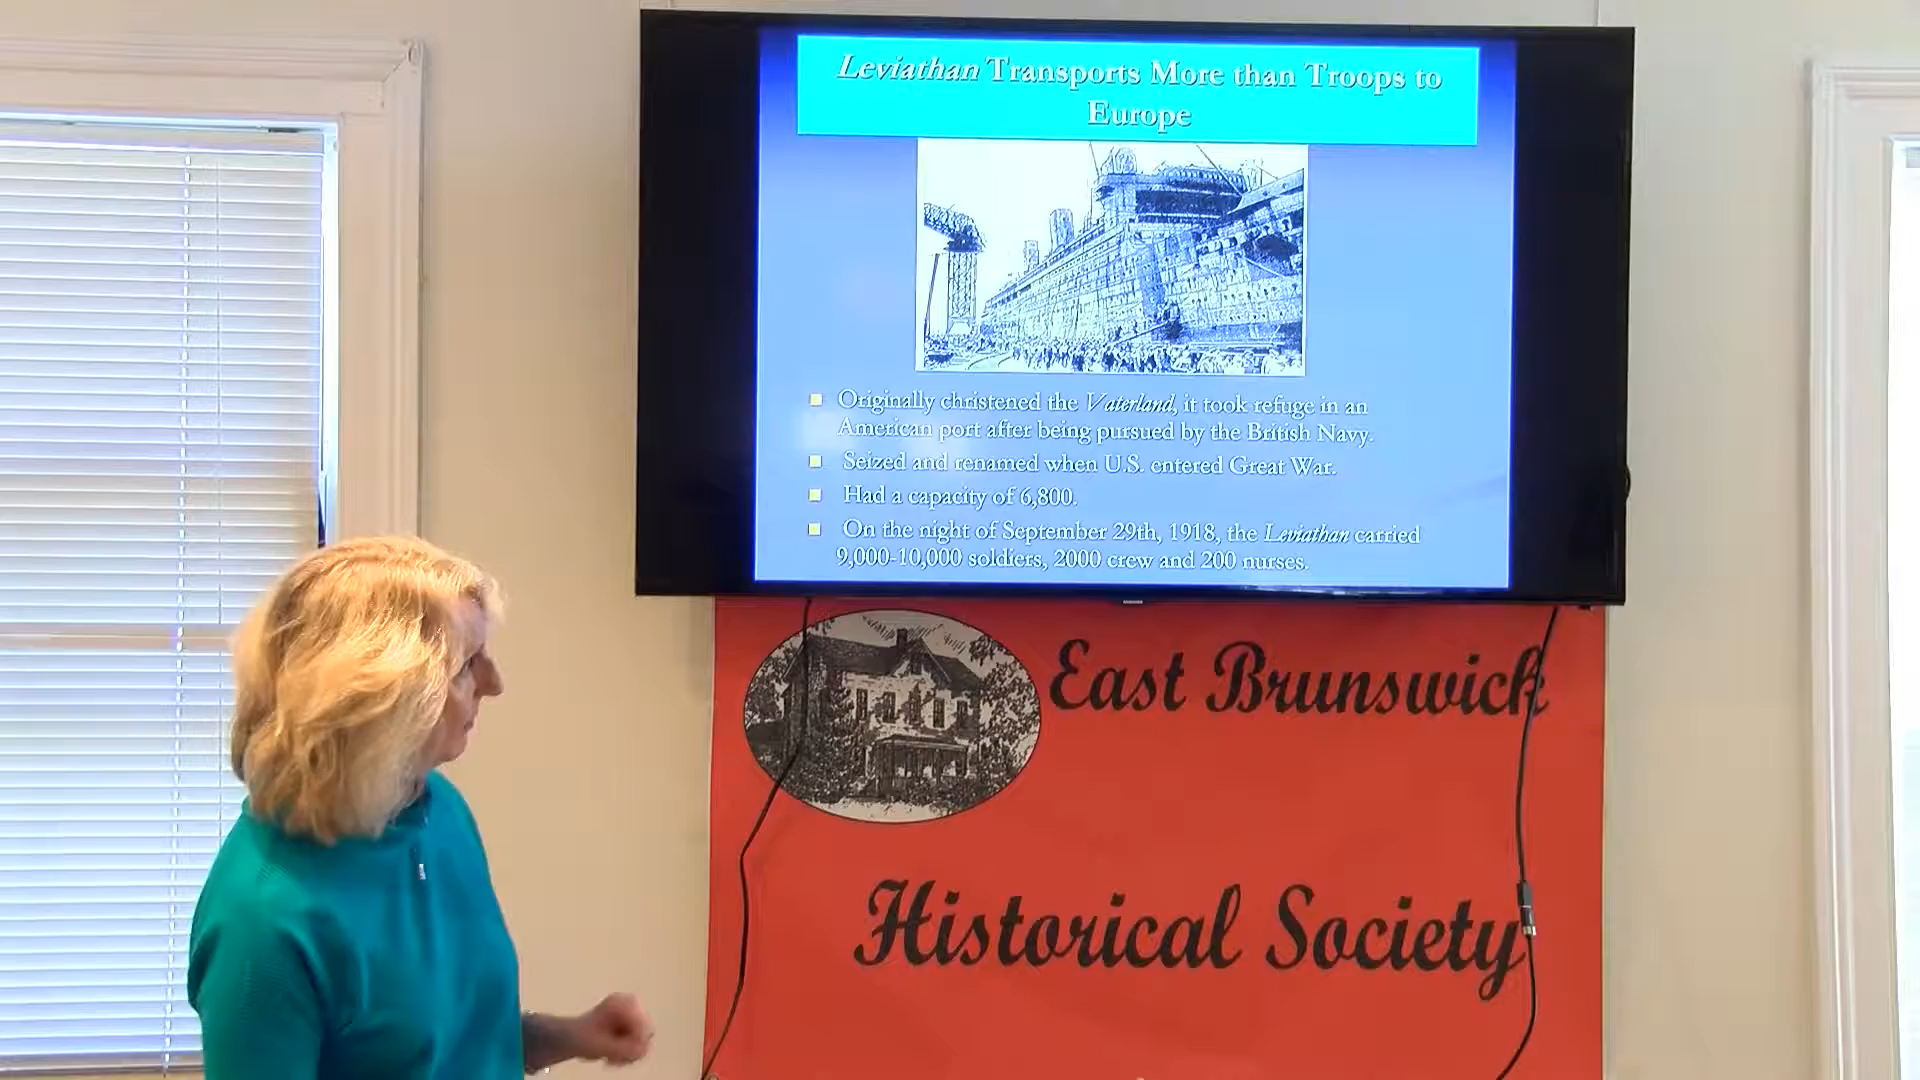 Leviathan Transports More than Troops to
Europe
Originally christened the Vaterland, it took refuge in an
American port after being pursued by the British Navy.
Seized and renamed when U.S. entered Great War.
Had a capacity of 6,800.
On the night of September 29th, 1918, the Leviathan carried
9,000-10,000 soldiers, 2000 crew and 200 nurses.
East Brunswick
Historical Society